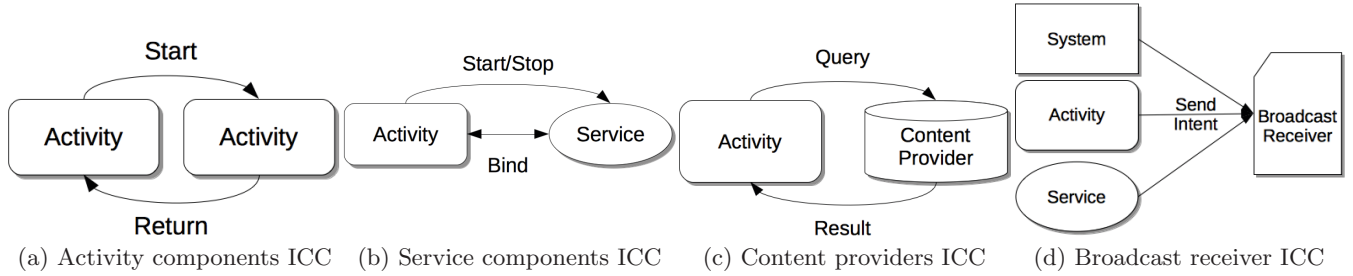 Start
Activity
Activity
Return
(a) Activity components ICC
Start/Stop
Activity
Service
Bind
(b) Service components ICC
Query
Activity
Content
Provider
Result
(c) Content providers ICC
System
Activity
Service
Send
Intent
Broadcast
Receiver
(d) Broadcast receiver ICC